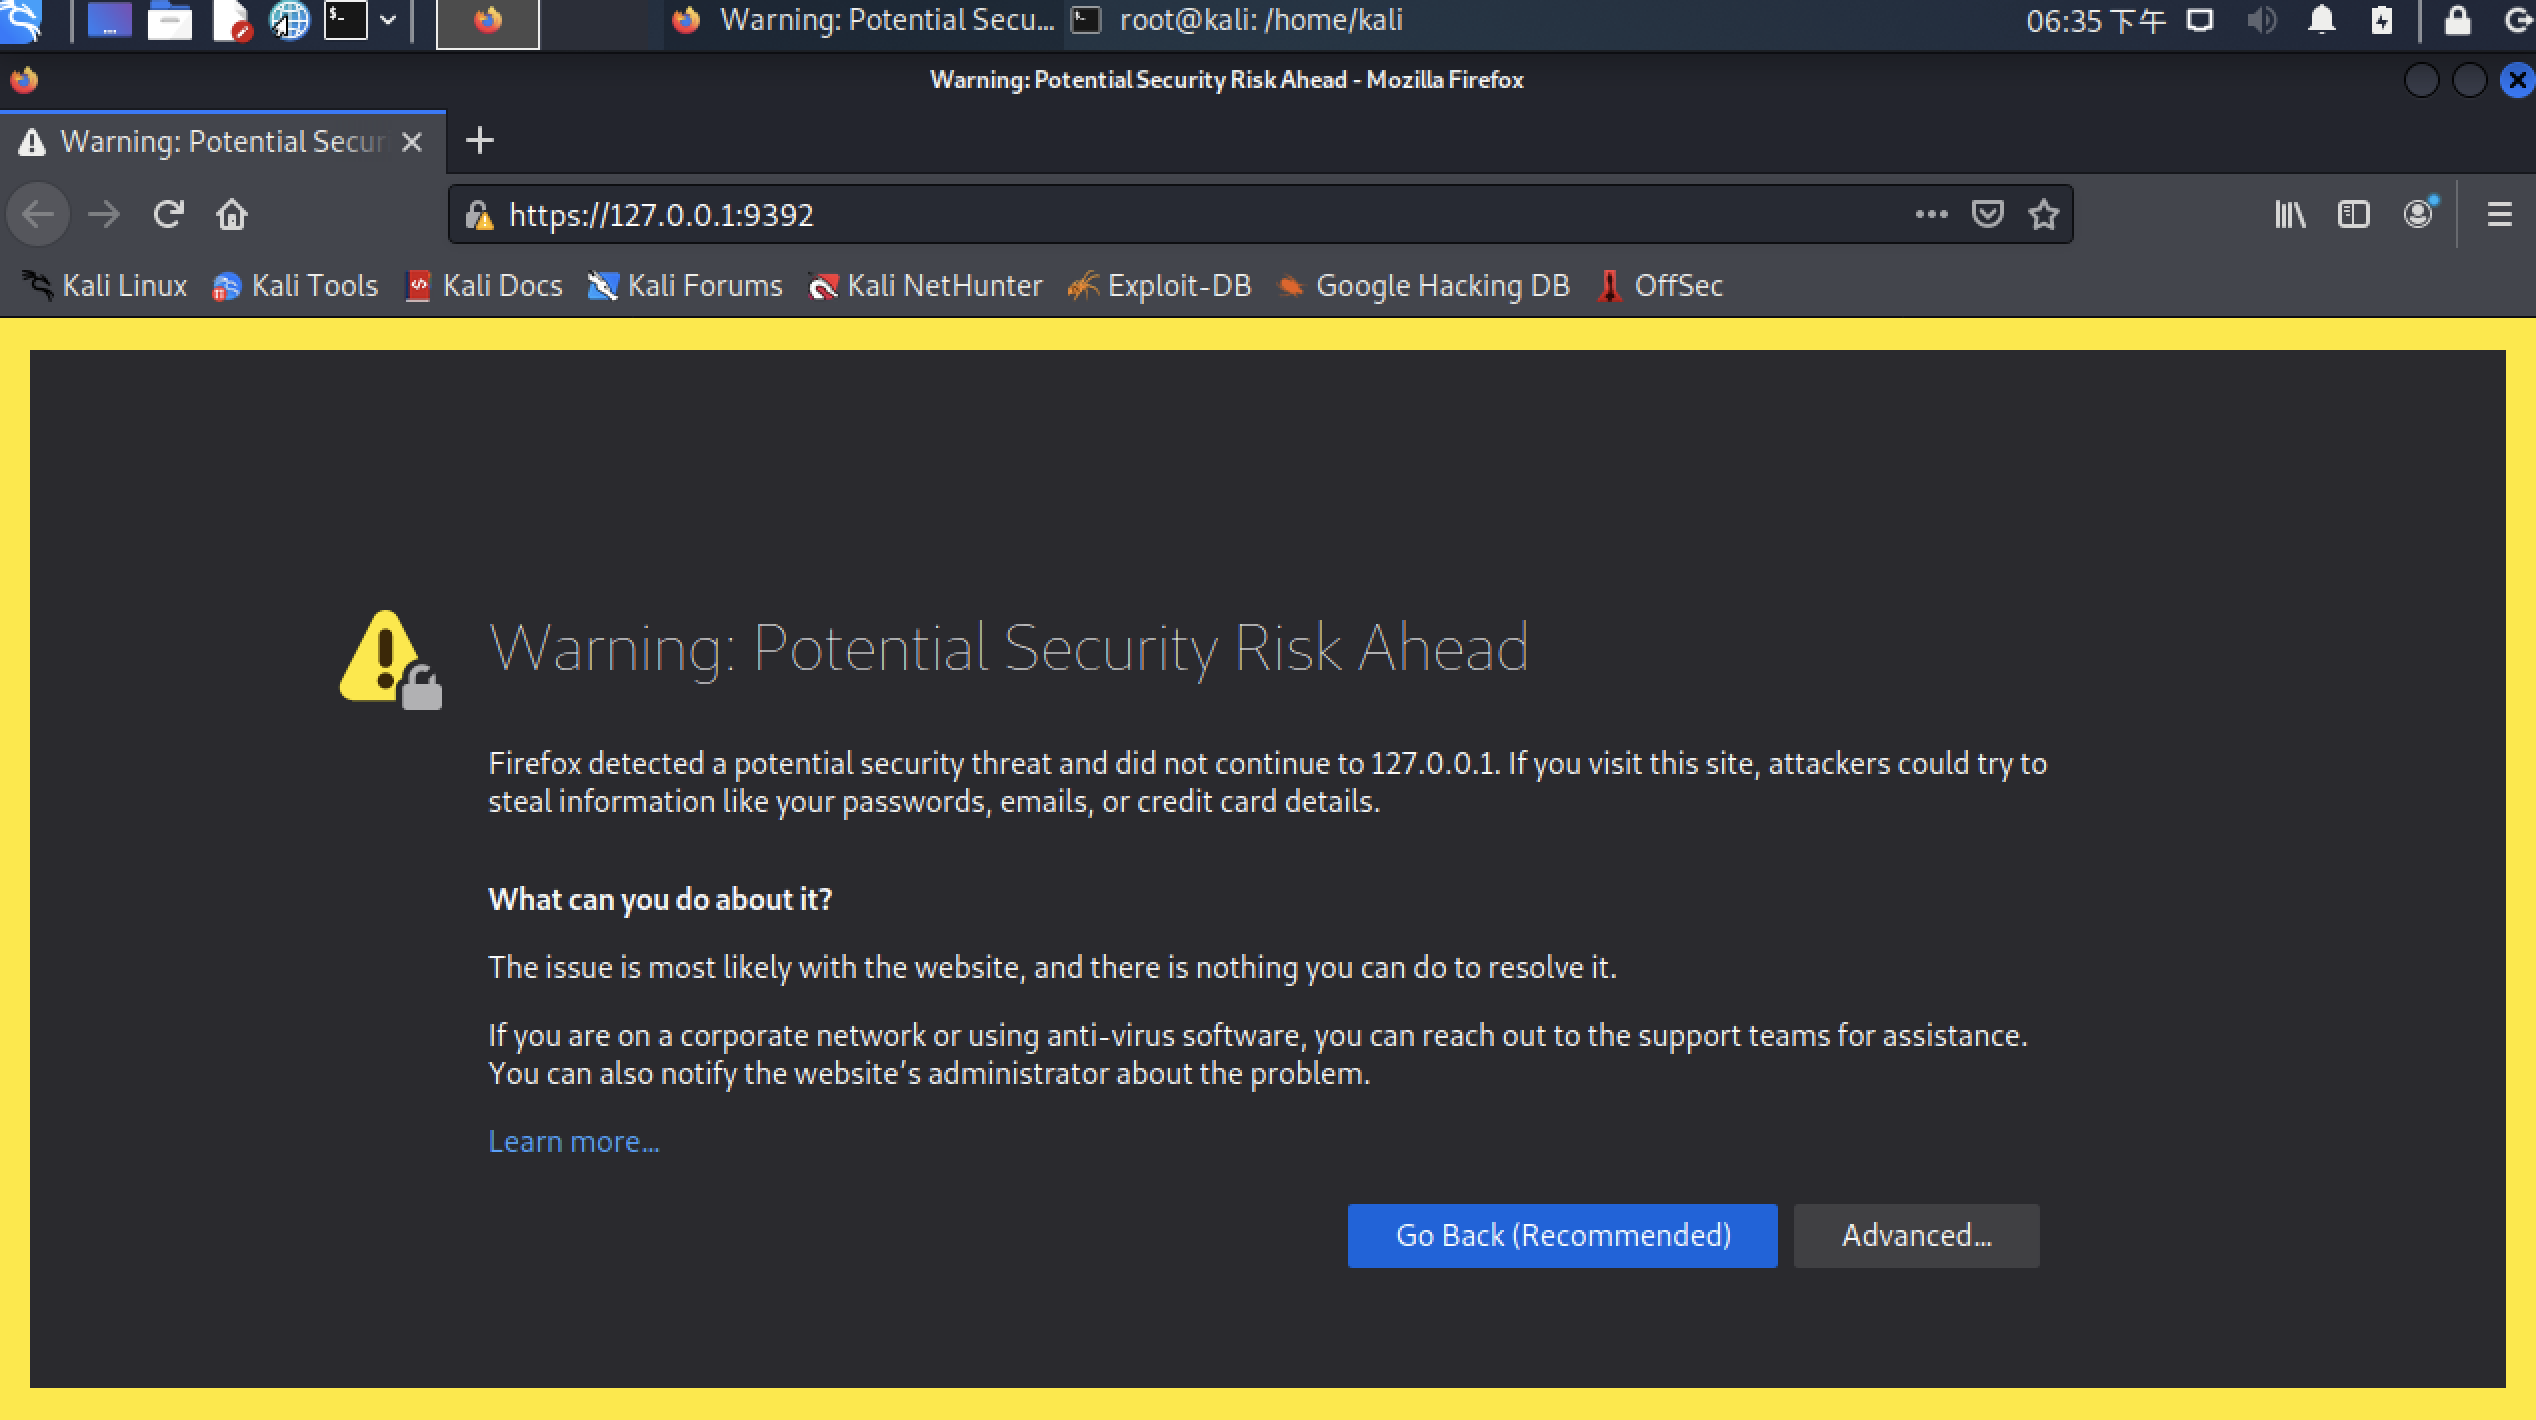 Warning: Potential Secu...
root@kali: /home/kali
06:35 下午
Warning: Potential Security Risk Ahead - Mozilla Firefox
Warning: Potential Secur
https://127.0.0.1:9392
Kali Linux
Kali Tools
Kali Docs
Kali Forums
Kali NetHunter
Exploit-DB
Google Hacking DB
OffSec
Warning: Potential Security Risk Ahead
Firefox detected a potential security threat and did not continue to 127.0.0.1. If you visit this site, attackers could try to
steal information like your passwords, emails, or credit card details.
What can you do about it?
The issue is most likely with the website, and there is nothing you can do to resolve it.
If you are on a corporate network or using anti-virus software, you can reach out to the support teams for assistance.
You can also notify the website’s administrator about the problem.
Learn more…
Go Back (Recommended)
Advanced…